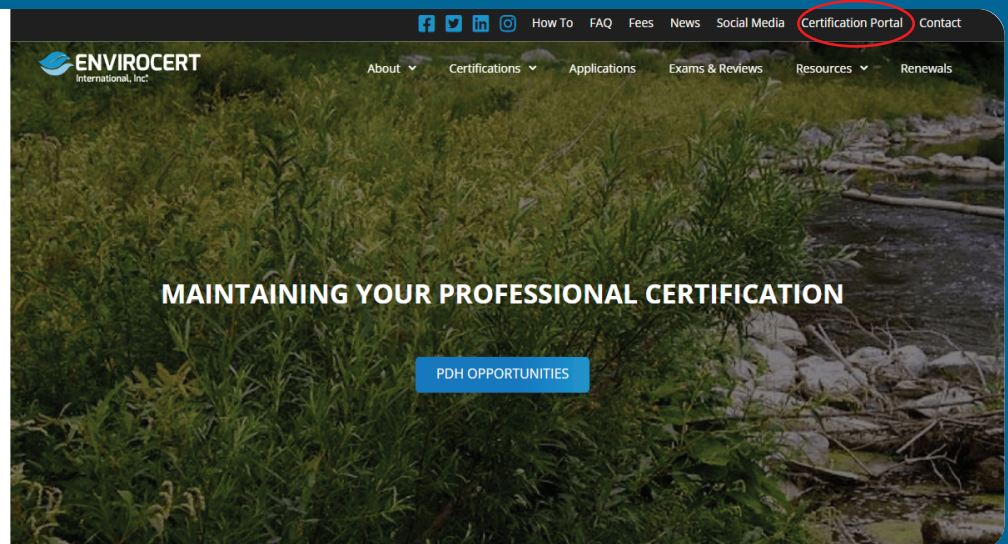 How To FAQ Fees News Social Media Certification Portal Contact
ENVIROCERT
International, Inc.
About Certifications Applications Exams & Reviews Resources Renewals
MAINTAINING YOUR PROFESSIONAL CERTIFICATION
PDH OPPORTUNITIES